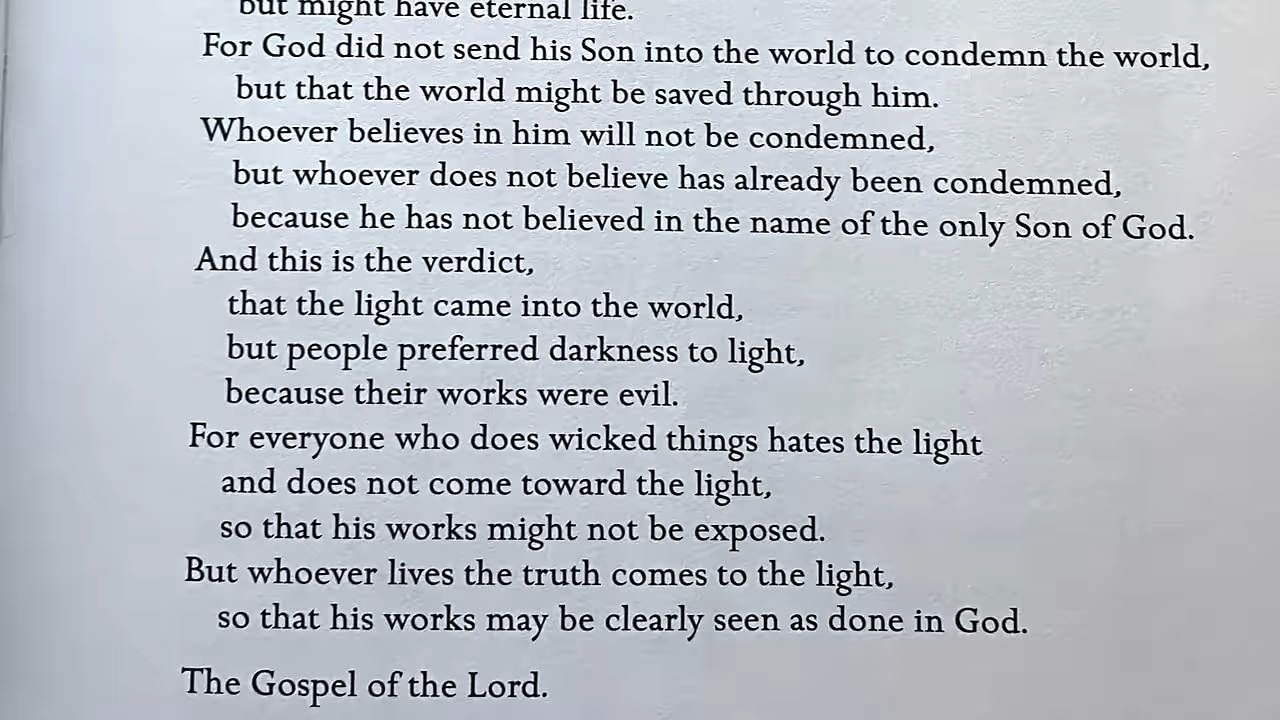 but might have eternal life.
For God did not send his Son into the world to condemn the world,
but that the world might be saved through him.
Whoever believes in him will not be condemned,
but whoever does not believe has already been condemned,
because he has not believed in the name of the only Son of God.
And this is the verdict,
that the light came into the world,
but people preferred darkness to light,
because their works were evil.
For everyone who does wicked things hates the light
and does not come toward the light,
so that his works might not be exposed.
But whoever lives the truth comes to the light,
so that his works may be clearly seen as done in God.
The Gospel of the Lord.